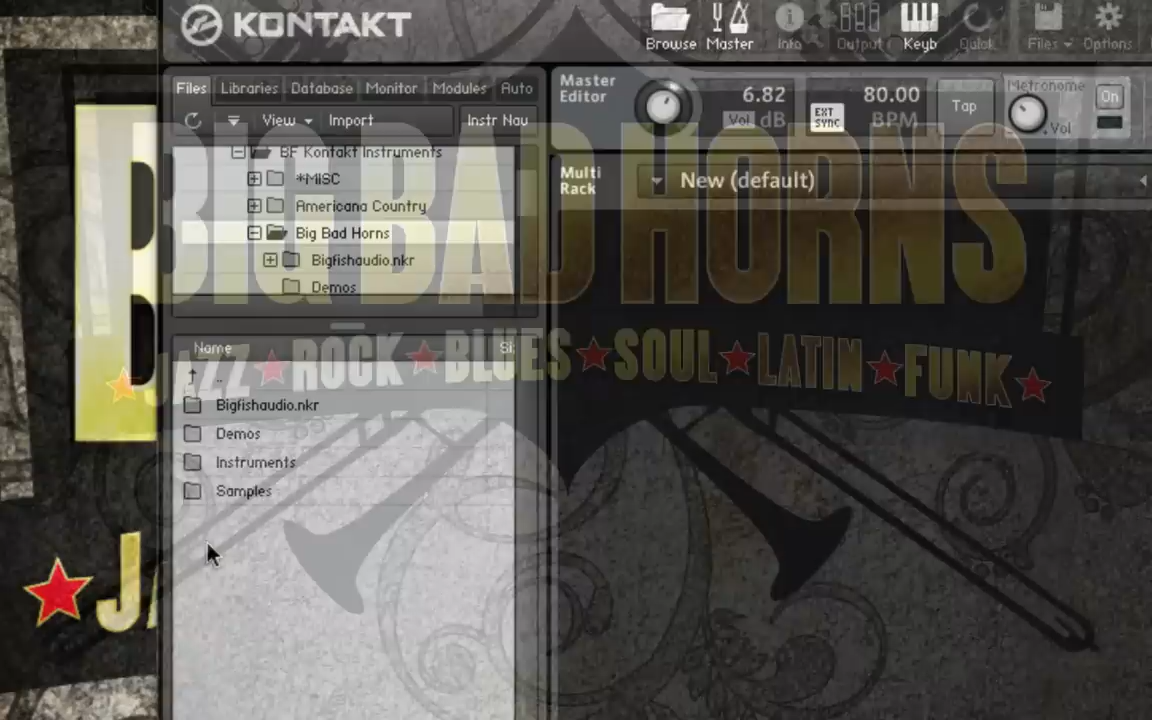 KONTAKT
Browse Master Info Output Keyb Quick Files Options
Files Libraries Database Monitor Modules Auto
View Import Instr Nav
Master Editor
6.82
Vol dB
EXT SYNC
80.00
BPM
Tap
Metronome
On
Vol
Multi Rack
New (default)
BF Kontakt Instruments
*MISC
Americana Country
Big Bad Horns
Bigfishaudio.nkr
Demos
Name
..
Bigfishaudio.nkr
Demos
Instruments
Samples
BIG BAD HORNS
JAZZ ROCK BLUES SOUL LATIN FUNK
B
JA